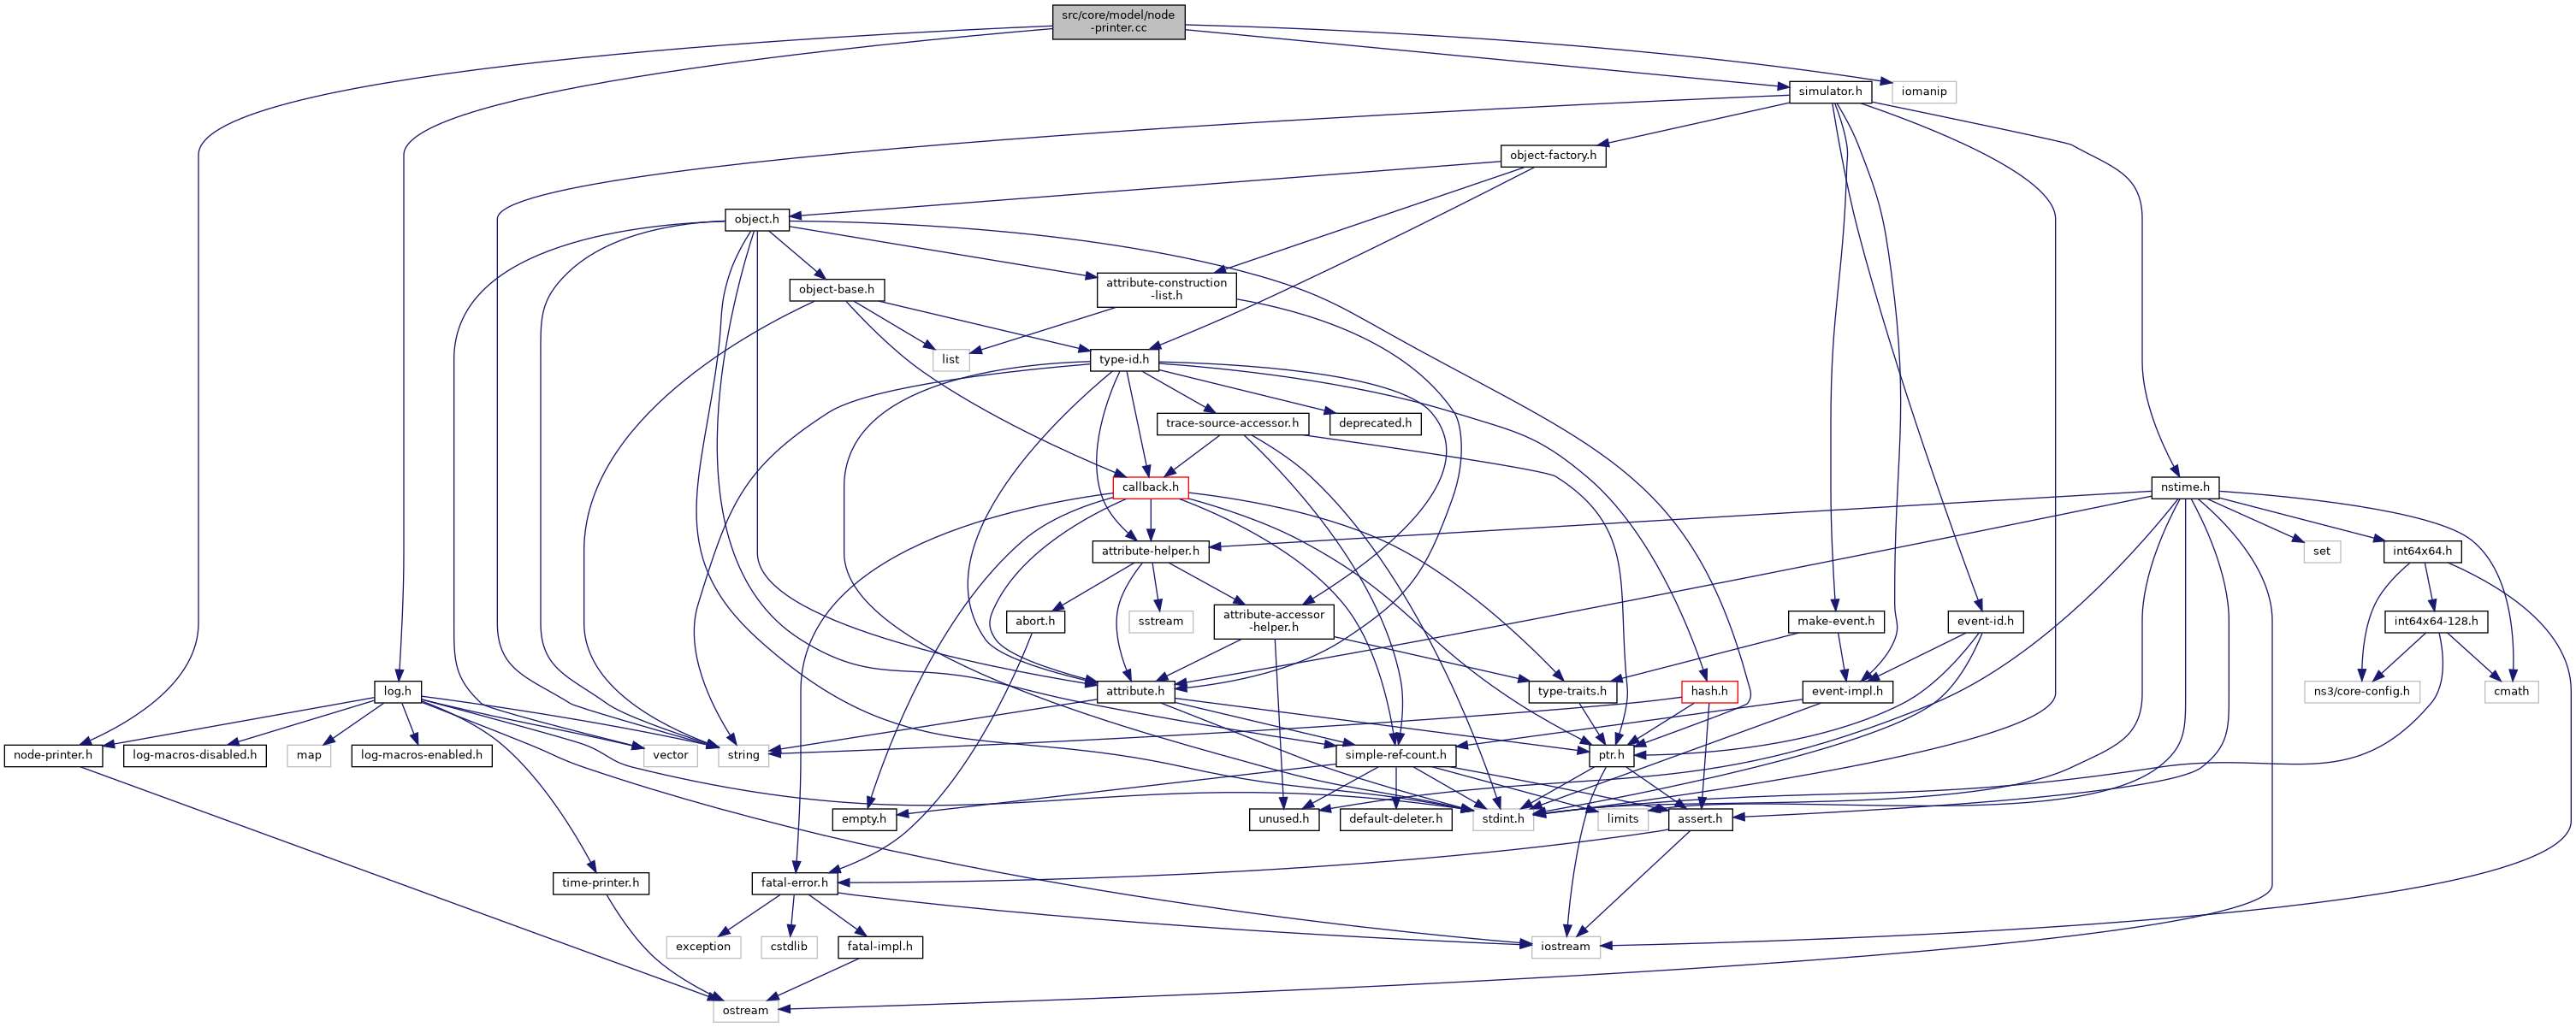 src/core/model/node
-printer.cc
simulator.h
iomanip
object-factory.h
object.h
object-base.h
attribute-construction
-list.h
list
type-id.h
trace-source-accessor.h
deprecated.h
callback.h
nstime.h
attribute-helper.h
set
int64x64.h
abort.h
sstream
attribute-accessor
-helper.h
make-event.h
event-id.h
int64x64-128.h
log.h
attribute.h
type-traits.h
hash.h
event-impl.h
ns3/core-config.h
cmath
node-printer.h
log-macros-disabled.h
map
log-macros-enabled.h
vector
string
simple-ref-count.h
ptr.h
empty.h
unused.h
default-deleter.h
stdint.h
limits
assert.h
time-printer.h
fatal-error.h
exception
cstdlib
fatal-impl.h
iostream
ostream